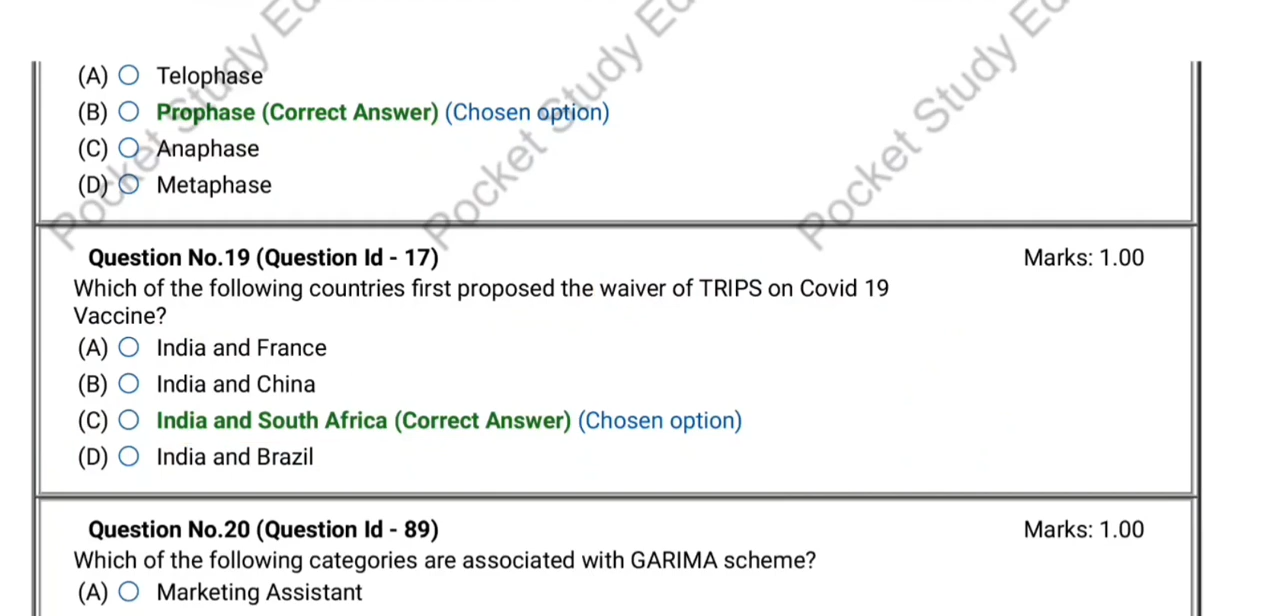 (A) Telophase
(B) Prophase (Correct Answer) (Chosen option)
(C) Anaphase
(D) Metaphase
Question No.19 (Question Id - 17) Marks: 1.00
Which of the following countries first proposed the waiver of TRIPS on Covid 19
Vaccine?
(A) India and France
(B) India and China
(C) India and South Africa (Correct Answer) (Chosen option)
(D) India and Brazil
Question No.20 (Question Id - 89) Marks: 1.00
Which of the following categories are associated with GARIMA scheme?
(A) Marketing Assistant
Pocket Study
Pocket Study
Pocket Study